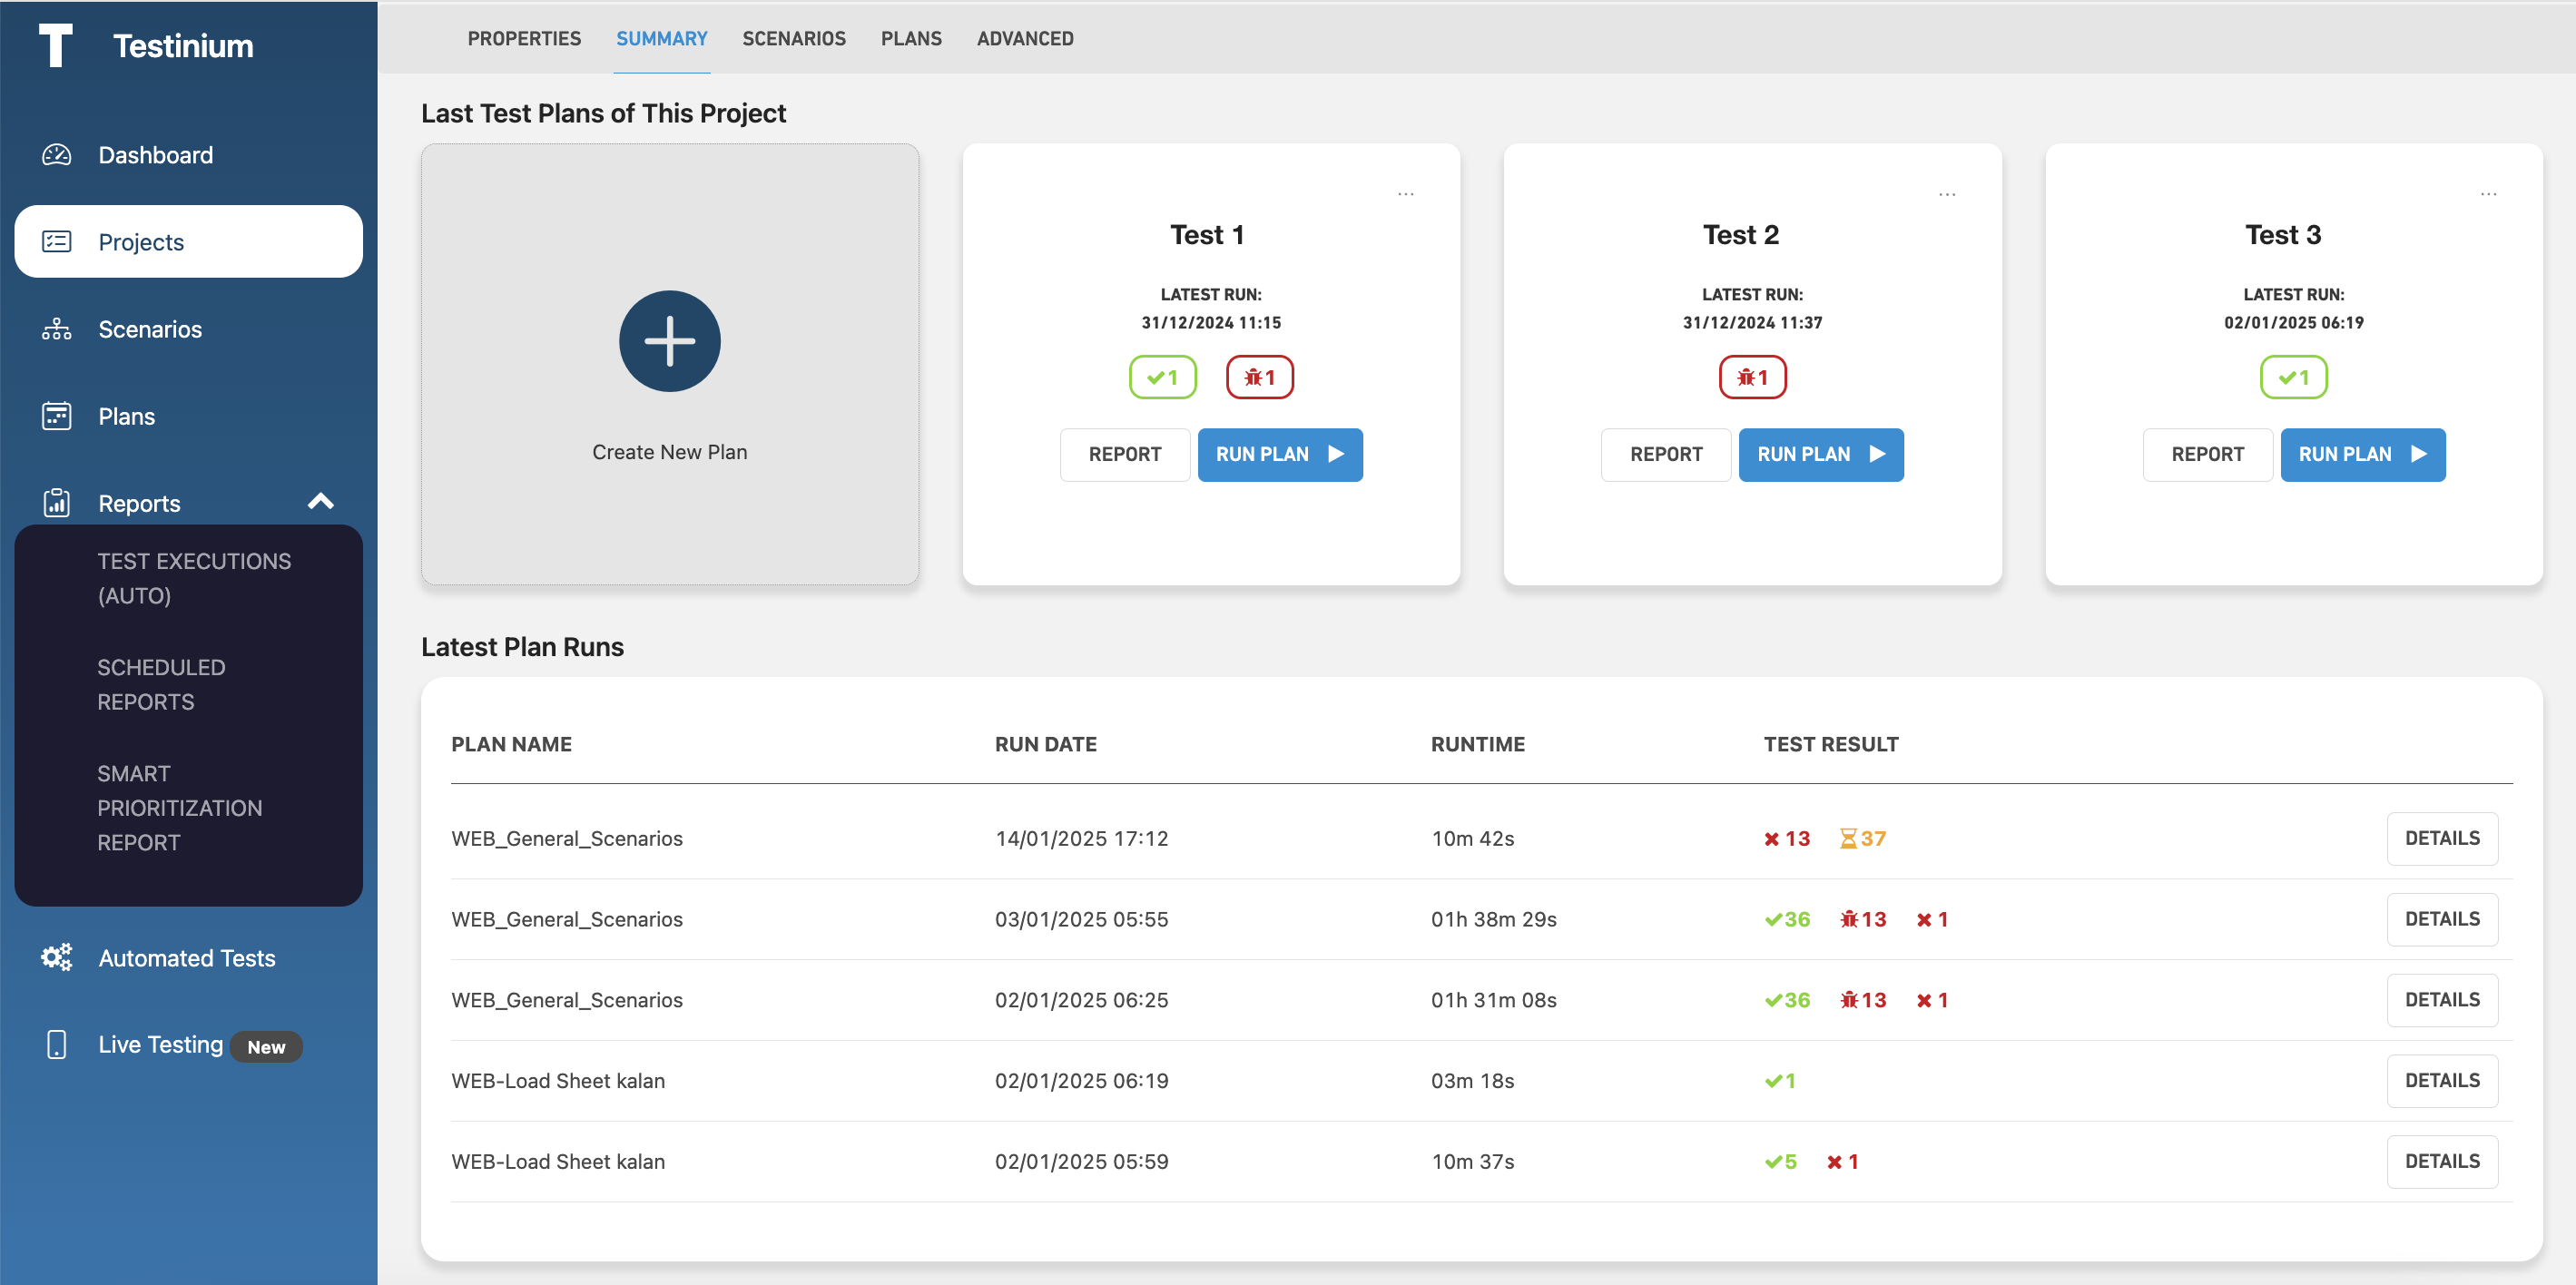 T Testinium
Dashboard
Projects
Scenarios
Plans
Reports
TEST EXECUTIONS
(AUTO)
SCHEDULED
REPORTS
SMART
PRIORITIZATION
REPORT
Automated Tests
Live Testing New
PROPERTIES SUMMARY SCENARIOS PLANS ADVANCED
Last Test Plans of This Project
Create New Plan
Test 1
LATEST RUN:
31/12/2024 11:15
1 1
REPORT RUN PLAN
Test 2
LATEST RUN:
31/12/2024 11:37
1
REPORT RUN PLAN
Test 3
LATEST RUN:
02/01/2025 06:19
1
REPORT RUN PLAN
Latest Plan Runs
PLAN NAME RUN DATE RUNTIME TEST RESULT
WEB_General_Scenarios 14/01/2025 17:12 10m 42s 13 37 DETAILS
WEB_General_Scenarios 03/01/2025 05:55 01h 38m 29s 36 13 1 DETAILS
WEB_General_Scenarios 02/01/2025 06:25 01h 31m 08s 36 13 1 DETAILS
WEB-Load Sheet kalan 02/01/2025 06:19 03m 18s 1 DETAILS
WEB-Load Sheet kalan 02/01/2025 05:59 10m 37s 5 1 DETAILS